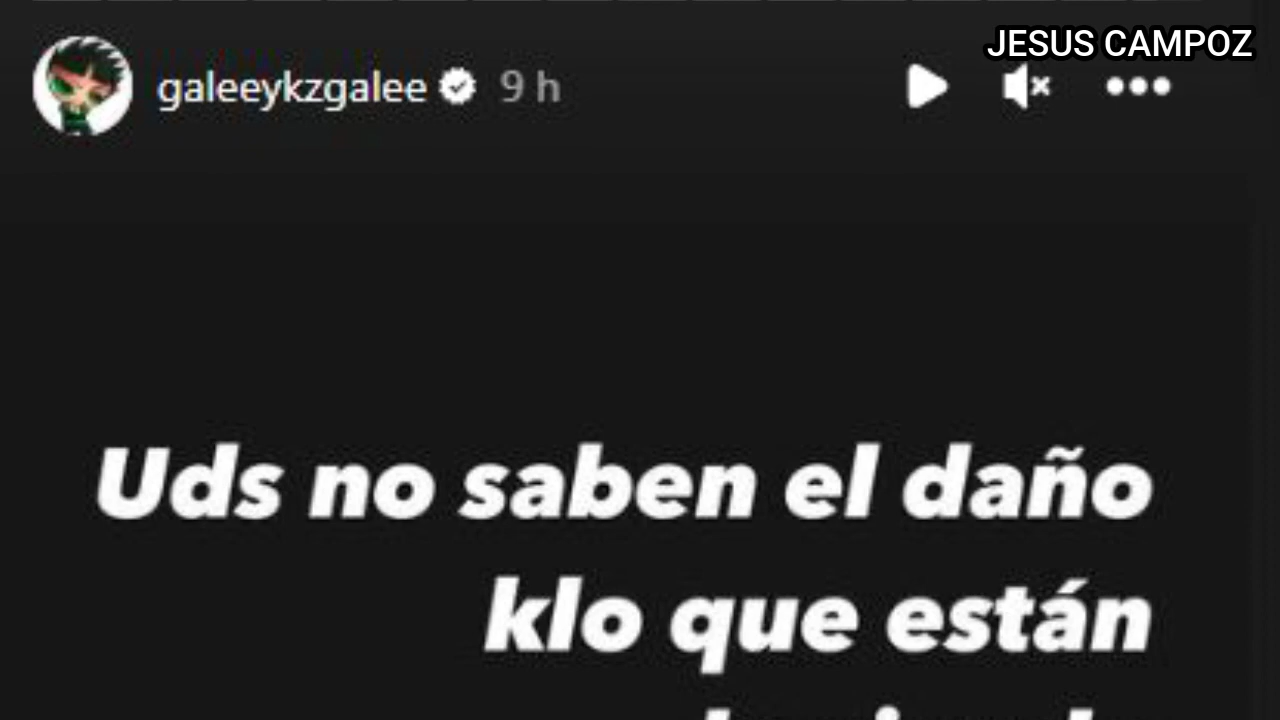 JESUS CAMPOZ
galeeykzgalee 9 h
Uds no saben el daño
klo que están